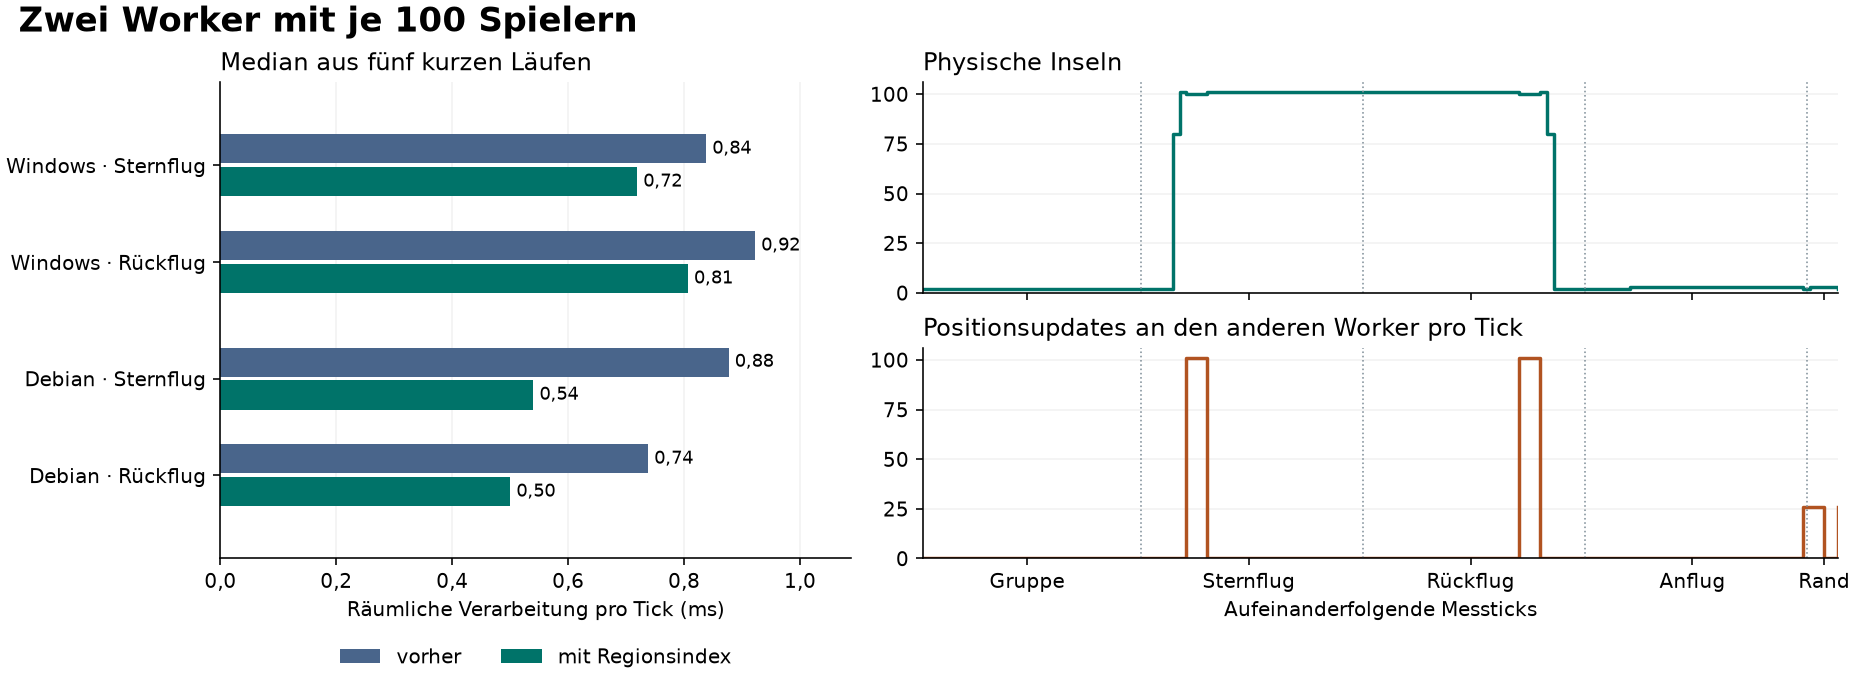 Zwei Worker mit je 100 Spielern
Median aus fünf kurzen Läufen
Windows · Sternflug
0,84
0,72
Windows · Rückflug
0,92
0,81
Debian · Sternflug
0,88
0,54
Debian · Rückflug
0,74
0,50
0,0 0,2 0,4 0,6 0,8 1,0
Räumliche Verarbeitung pro Tick (ms)
vorher mit Regionsindex
Physische Inseln
100
75
50
25
0
Positionsupdates an den anderen Worker pro Tick
100
75
50
25
0
Gruppe Sternflug Rückflug Anflug Rand
Aufeinanderfolgende Messticks